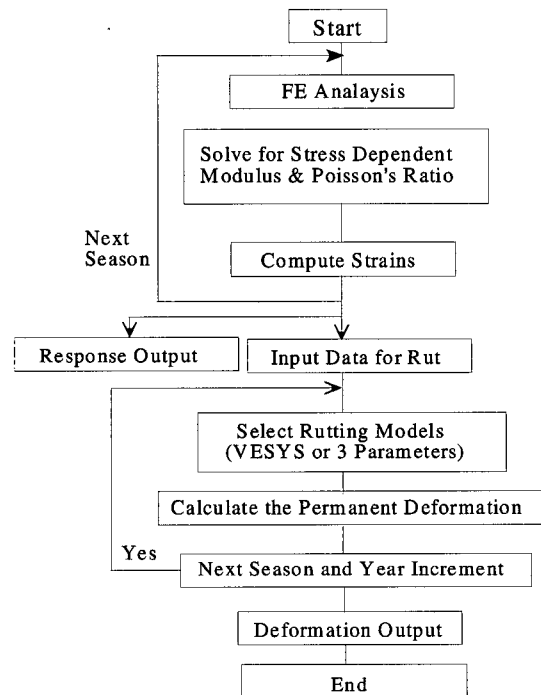 Start
FE Analaysis
Solve for Stress Dependent
Modulus & Poisson's Ratio
Next
Season
Compute Strains
Response Output
Input Data for Rut
Select Rutting Models
(VESYS or 3 Parameters)
Calculate the Permanent Deformation
Yes
Next Season and Year Increment
Deformation Output
End